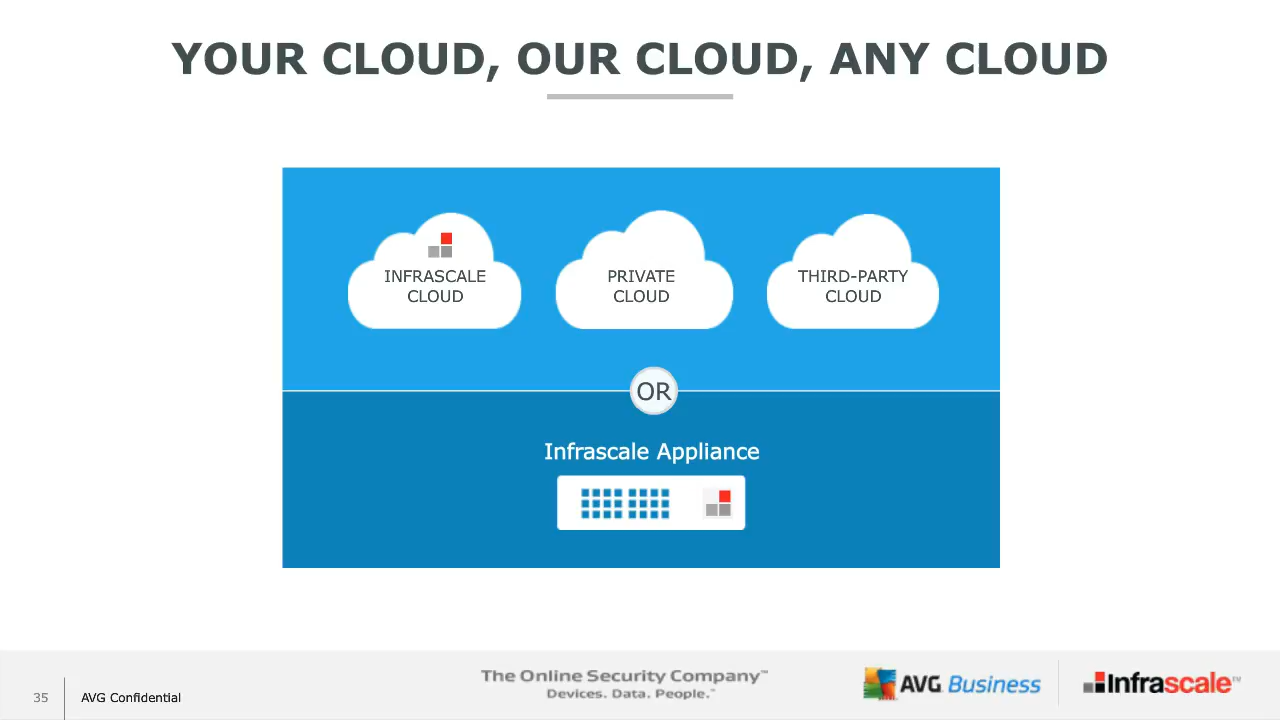 YOUR CLOUD, OUR CLOUD, ANY CLOUD
INFRASCALE
CLOUD
PRIVATE
CLOUD
THIRD-PARTY
CLOUD
OR
Infrascale Appliance
35
AVG Confidential
The Online Security Company™
Devices. Data. People.™
AVG Business
Infrascale™